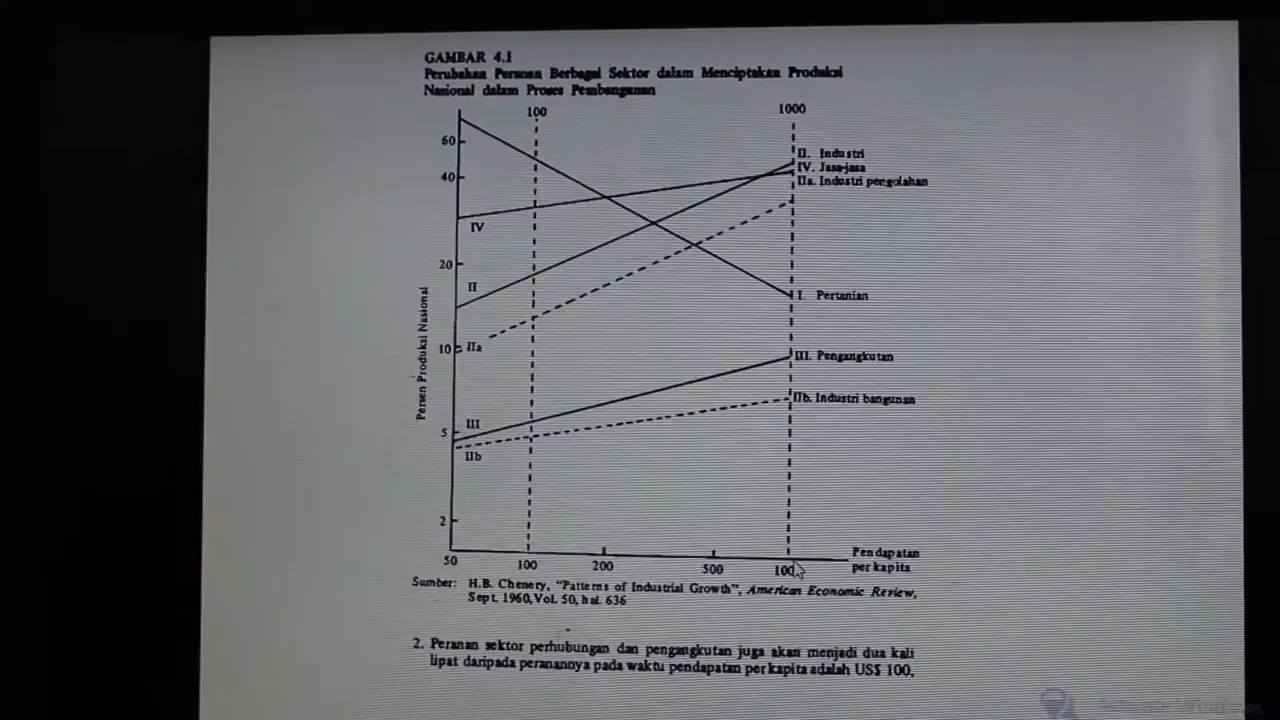 GAMBAR 4.1
Perubahan Peranan Berbagai Sektor dalam Menciptakan Produksi
Nasional dalam Proses Pembangunan
100
1000
60
40
20
10
5
2
Persen Produksi Nasional
II. Industri
IV. Jasa-jasa
IIa. Industri pengolahan
IV
II
I. Pertanian
IIa
III. Pengangkutan
IIb. Industri bangunan
III
IIb
50
100
200
500
100
Pendapatan
per kapita
Sumber: H.B. Chenery, "Patterns of Industrial Growth", American Economic Review,
Sept. 1960, Vol. 50, hal. 636
2. Peranan sektor perhubungan dan pengangkutan juga akan menjadi dua kali
lipat daripada peranannya pada waktu pendapatan per kapita adalah US$ 100,